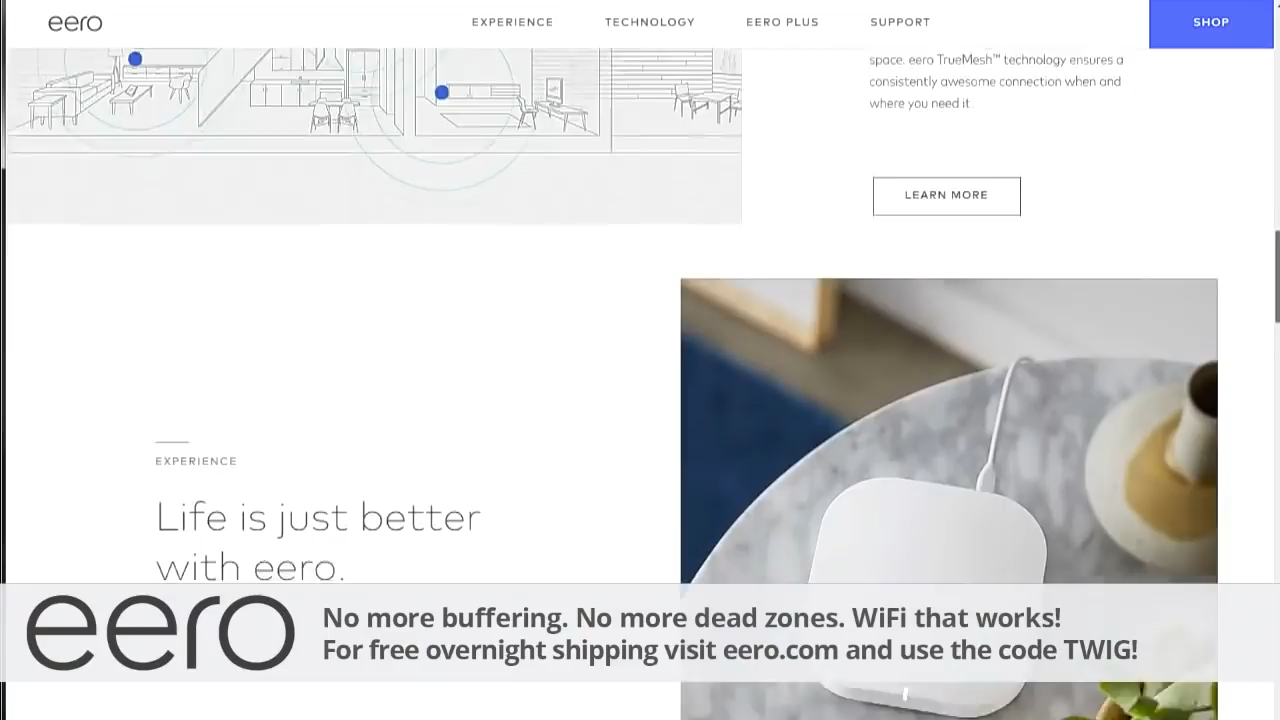 eero
EXPERIENCE
TECHNOLOGY
EERO PLUS
SUPPORT
SHOP
space. eero TrueMesh™ technology ensures a
consistently awesome connection when and
where you need it.
LEARN MORE
EXPERIENCE
Life is just better
with eero.
eero
No more buffering. No more dead zones. WiFi that works!
For free overnight shipping visit eero.com and use the code TWIG!